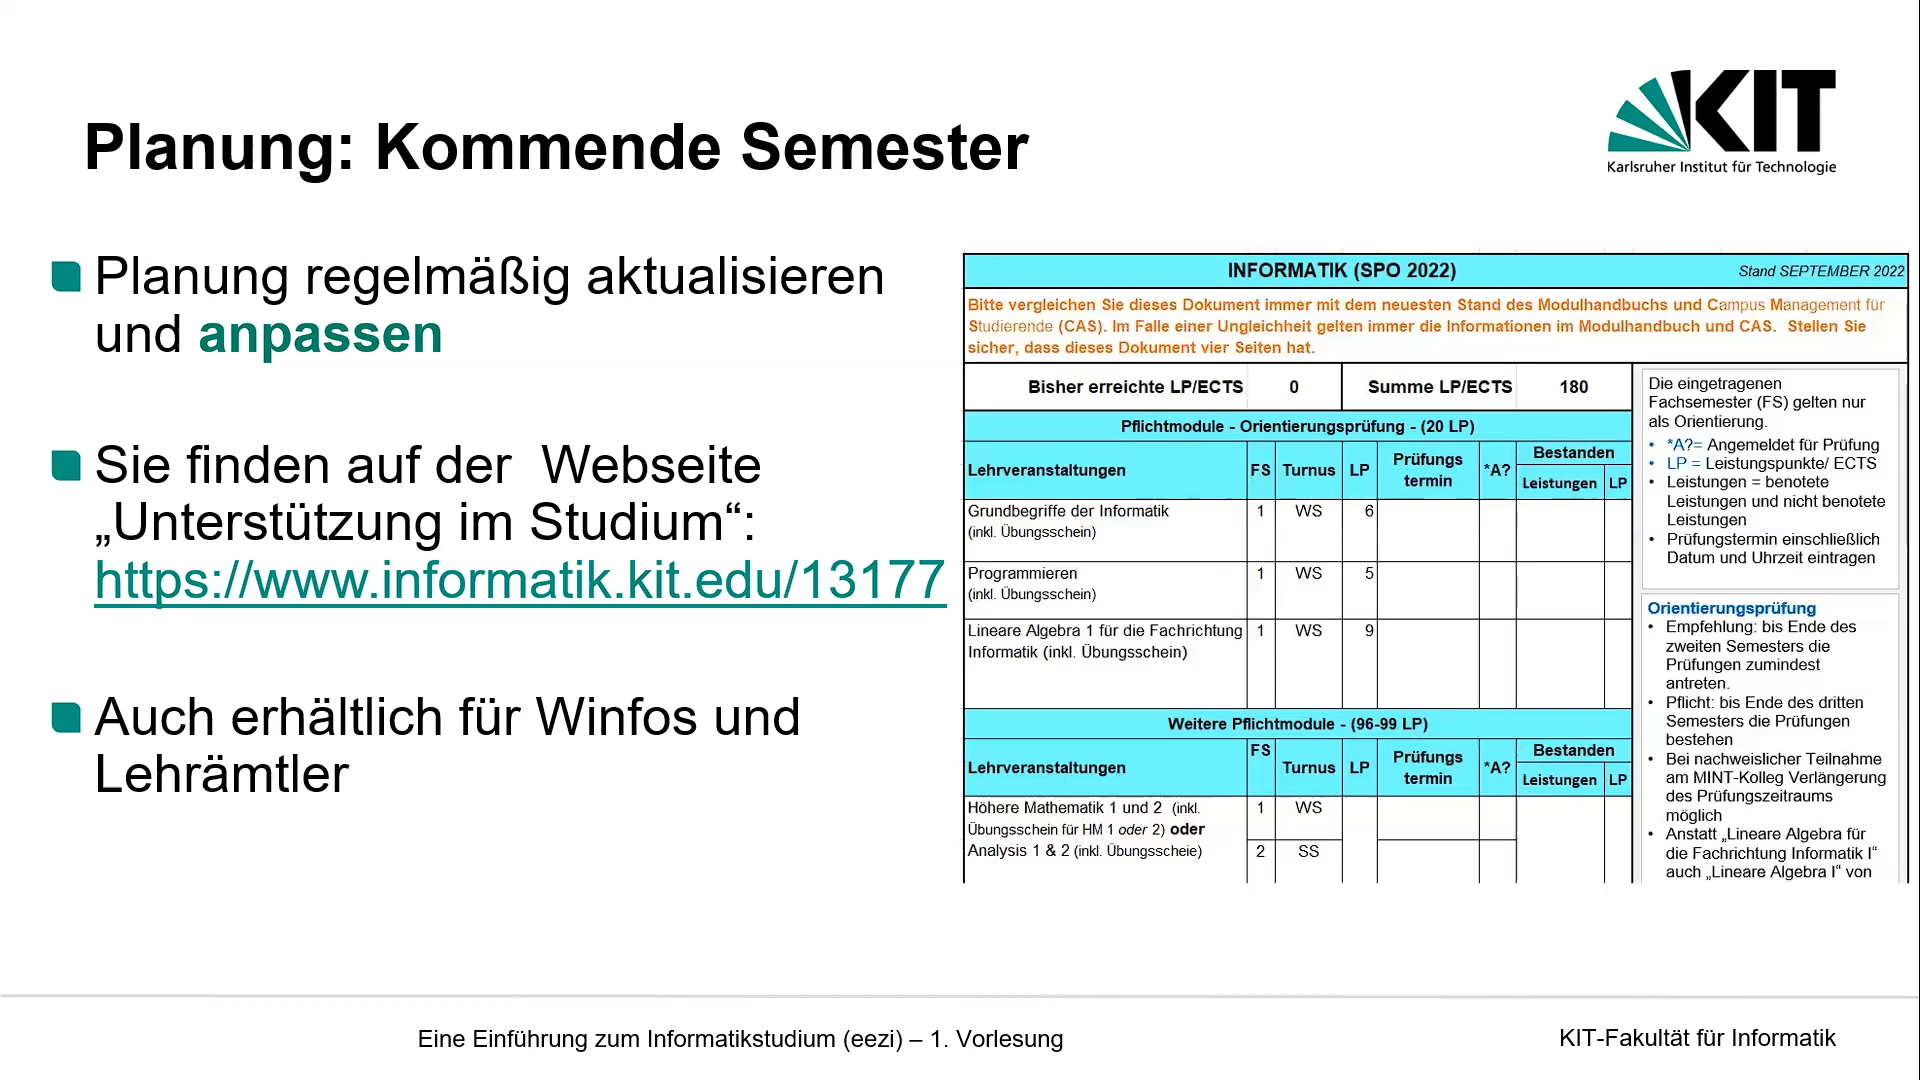 Planung: Kommende Semester
KIT
Karlsruher Institut für Technologie
Planung regelmäßig aktualisieren
und anpassen
Sie finden auf der  Webseite
„Unterstützung im Studium“:
https://www.informatik.kit.edu/13177
Auch erhältlich für Winfos und
Lehrämtler
INFORMATIK (SPO 2022)
Stand SEPTEMBER 2022
Bitte vergleichen Sie dieses Dokument immer mit dem neuesten Stand des Modulhandbuchs und Campus Management für
Studierende (CAS). Im Falle einer Ungleichheit gelten immer die Informationen im Modulhandbuch und CAS.  Stellen Sie
sicher, dass dieses Dokument vier Seiten hat.
Bisher erreichte LP/ECTS 0 Summe LP/ECTS 180
Pflichtmodule - Orientierungsprüfung - (20 LP)
Lehrveranstaltungen FS Turnus LP Prüfungs termin *A? Bestanden
Leistungen LP
Grundbegriffe der Informatik 1 WS 6
(inkl. Übungsschein)
Programmieren 1 WS 5
(inkl. Übungsschein)
Lineare Algebra 1 für die Fachrichtung 1 WS 9
Informatik (inkl. Übungsschein)
Weitere Pflichtmodule - (96-99 LP)
Lehrveranstaltungen FS Turnus LP Prüfungs termin *A? Bestanden
Leistungen LP
Höhere Mathematik 1 und 2 (inkl. 1 WS
Übungsschein für HM 1 oder 2) oder
Analysis 1 & 2 (inkl. Übungsscheie) 2 SS
Die eingetragenen
Fachsemester (FS) gelten nur
als Orientierung.
• *A?= Angemeldet für Prüfung
• LP = Leistungspunkte/ ECTS
• Leistungen = benotete
Leistungen und nicht benotete
Leistungen
• Prüfungstermin einschließlich
Datum und Uhrzeit eintragen
Orientierungsprüfung
• Empfehlung: bis Ende des
zweiten Semesters die
Prüfungen zumindest
antreten.
• Pflicht: bis Ende des dritten
Semesters die Prüfungen
bestehen
• Bei nachweislicher Teilnahme
am MINT-Kolleg Verlängerung
des Prüfungszeitraums
möglich
• Anstatt „Lineare Algebra für
die Fachrichtung Informatik I“
auch „Lineare Algebra I“ von
Eine Einführung zum Informatikstudium (eezi) – 1. Vorlesung
KIT-Fakultät für Informatik